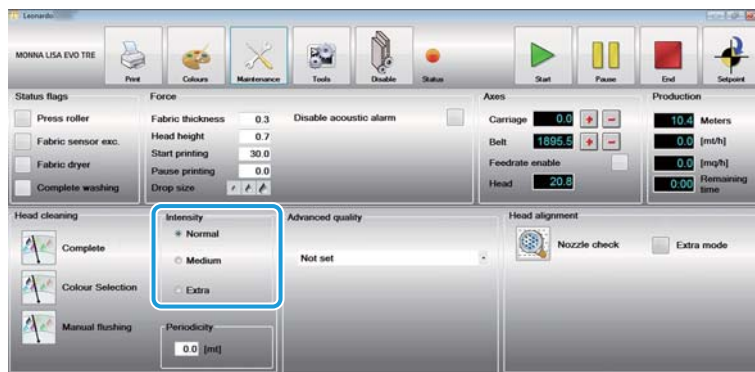 Leonardo
MONNA LISA EVO TRE
Print
Colours
Maintenance
Tools
Disable
Status
Start
Pause
End
Setpoint
Status flags
Press roller
Fabric sensor exc.
Fabric dryer
Complete washing
Force
Fabric thickness 0.3
Head height 0.7
Start printing 30.0
Pause printing 0.0
Drop size
Disable acoustic alarm
Axes
Carriage 0.0 + -
Belt 1895.5 + -
Feedrate enable
Head 20.8
Production
10.4 Meters
0.0 [mt/h]
0.0 [mq/h]
0:00 Remaining
time
Head cleaning
Complete
Colour Selection
Manual flushing
Intensity
Normal
Medium
Extra
Periodicity
0.0 [mt]
Advanced quality
Not set
Head alignment
Nozzle check
Extra mode